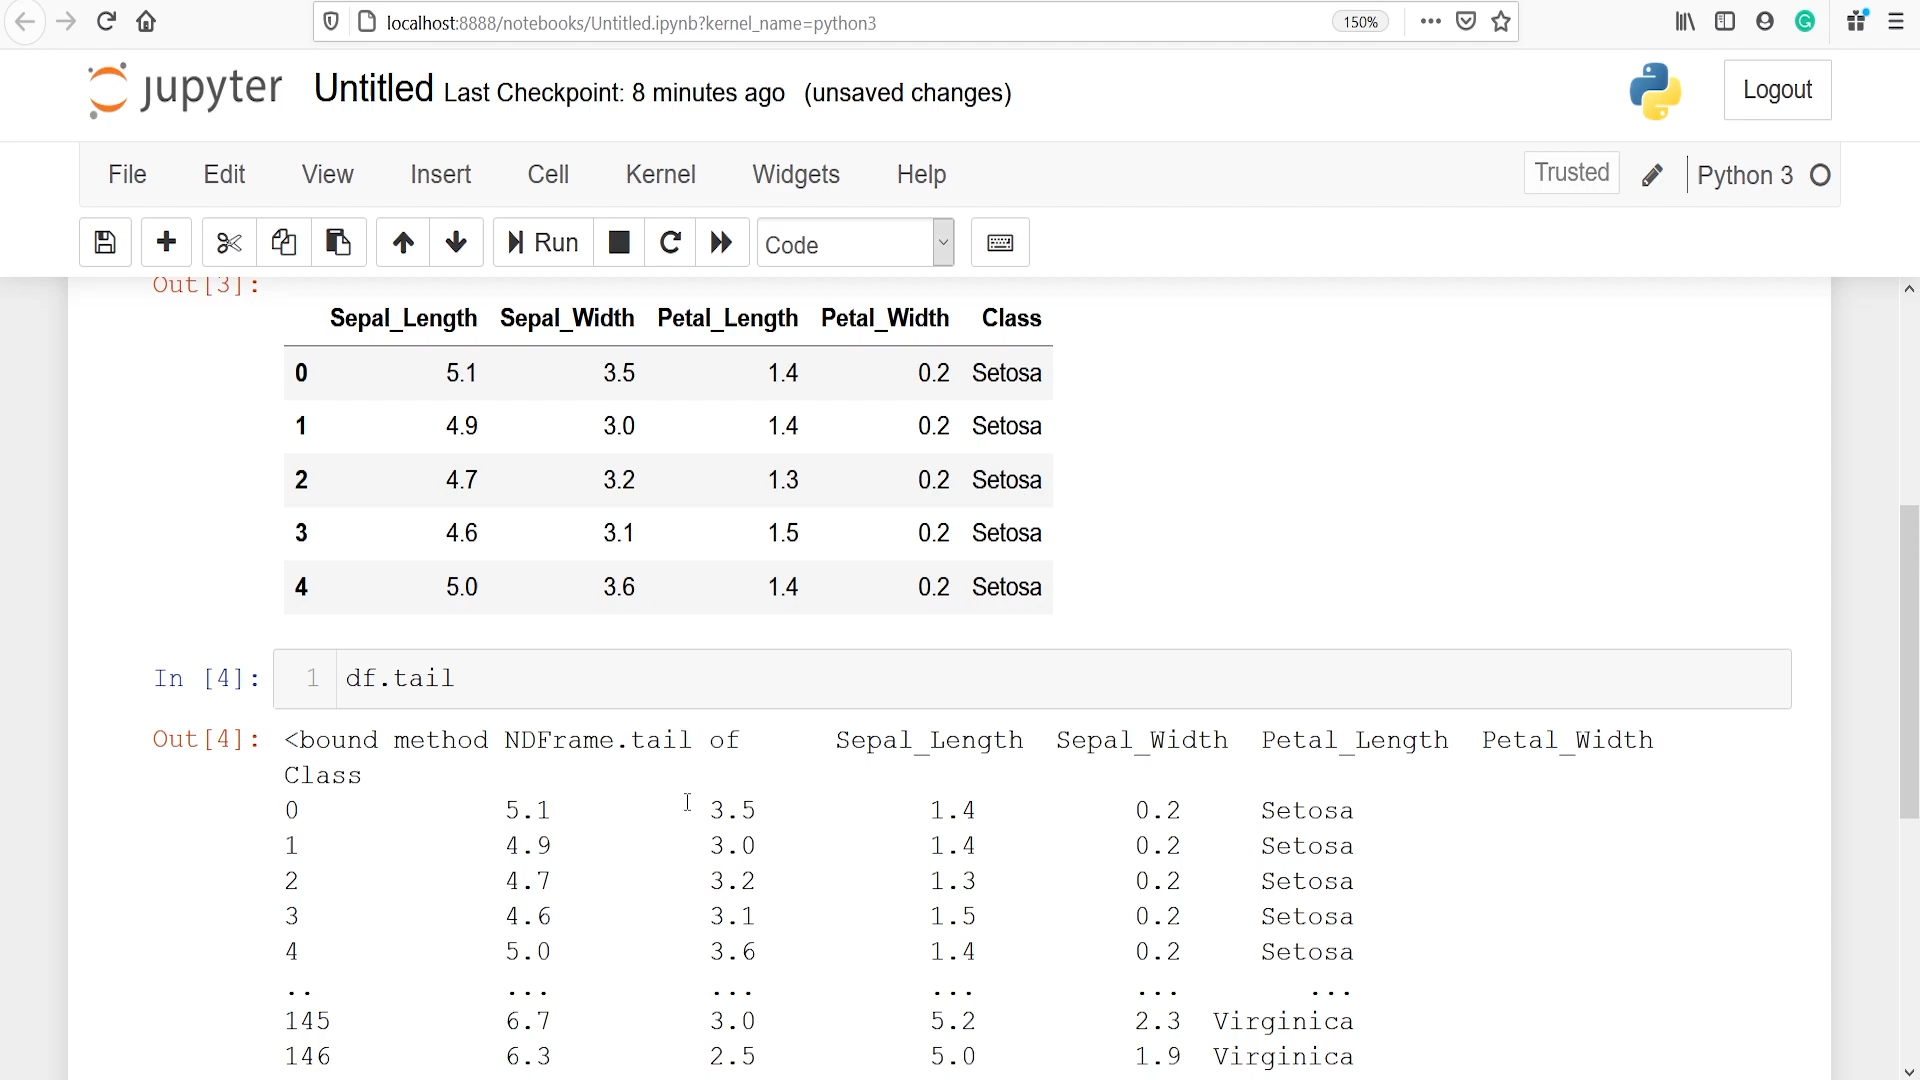 localhost:8888/notebooks/Untitled.ipynb?kernel_name=python3 150%
jupyter Untitled Last Checkpoint: 8 minutes ago (unsaved changes) Logout
File Edit View Insert Cell Kernel Widgets Help Trusted Python 3
Run Code
Out[3]:
Sepal_Length Sepal_Width Petal_Length Petal_Width Class
0 5.1 3.5 1.4 0.2 Setosa
1 4.9 3.0 1.4 0.2 Setosa
2 4.7 3.2 1.3 0.2 Setosa
3 4.6 3.1 1.5 0.2 Setosa
4 5.0 3.6 1.4 0.2 Setosa
In [4]: 1 df.tail
Out[4]: <bound method NDFrame.tail of Sepal_Length Sepal_Width Petal_Length Petal_Width
Class
0 5.1 3.5 1.4 0.2 Setosa
1 4.9 3.0 1.4 0.2 Setosa
2 4.7 3.2 1.3 0.2 Setosa
3 4.6 3.1 1.5 0.2 Setosa
4 5.0 3.6 1.4 0.2 Setosa
.. ... ... ... ... ...
145 6.7 3.0 5.2 2.3 Virginica
146 6.3 2.5 5.0 1.9 Virginica